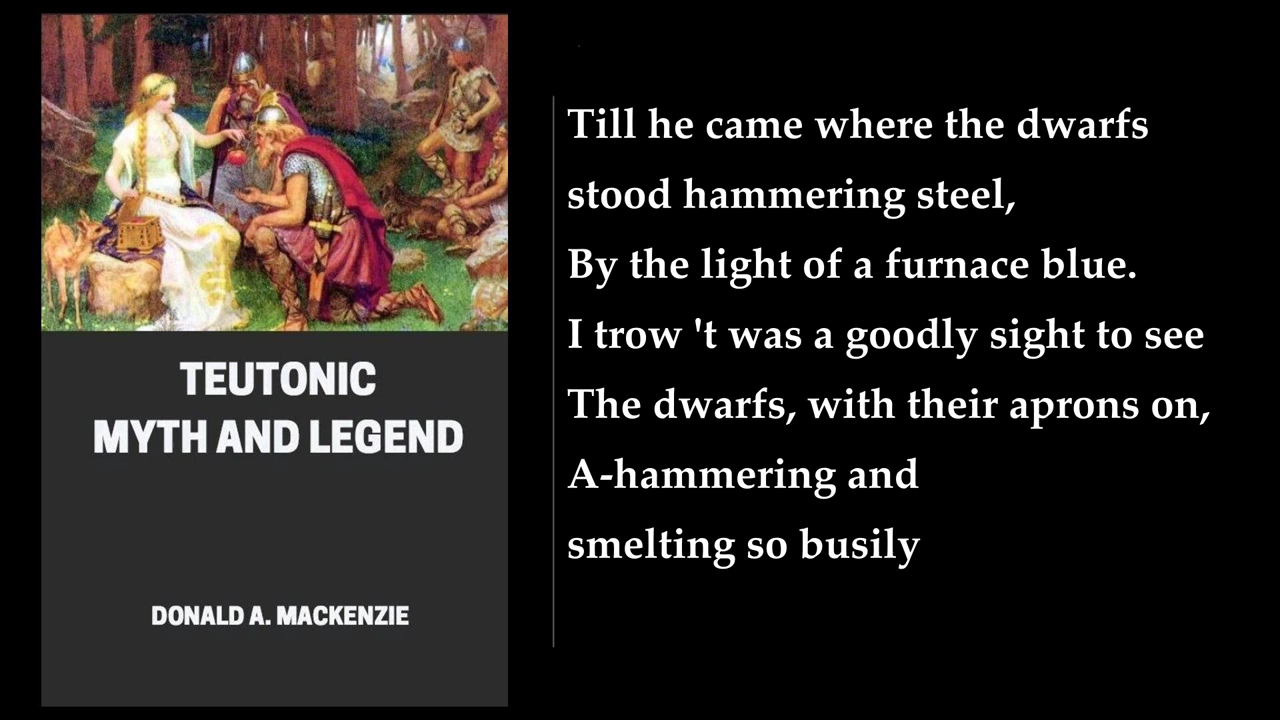 TEUTONIC
MYTH AND LEGEND
DONALD A. MACKENZIE
Till he came where the dwarfs
stood hammering steel,
By the light of a furnace blue.
I trow 't was a goodly sight to see
The dwarfs, with their aprons on,
A-hammering and
smelting so busily